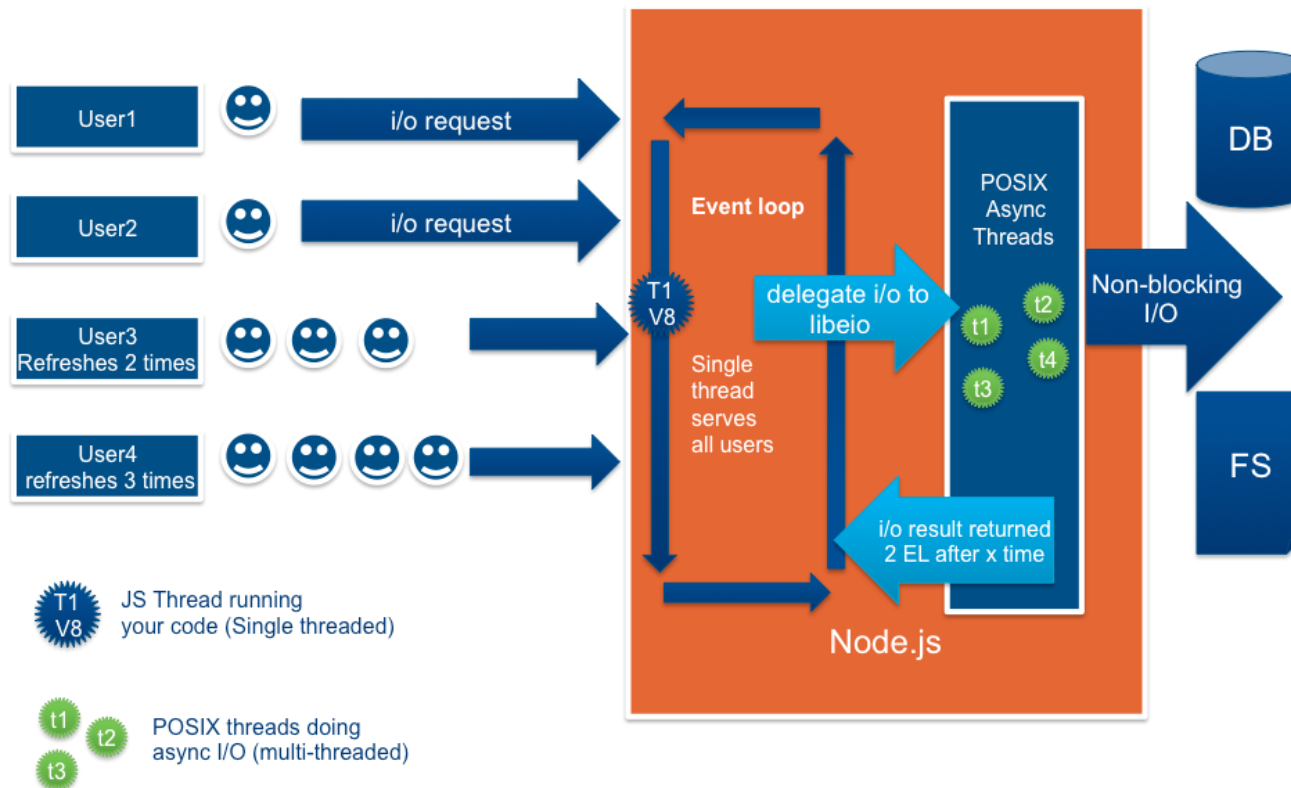 User1
i/o request
User2
i/o request
User3
Refreshes 2 times
User4
refreshes 3 times
Event loop
T1
V8
delegate i/o to
libeio
Single
thread
serves
all users
POSIX
Async
Threads
t1
t2
t4
t3
i/o result returned
2 EL after x time
Node.js
Non-blocking
I/O
DB
FS
T1
V8
JS Thread running
your code (Single threaded)
t1
t2
t3
POSIX threads doing
async I/O (multi-threaded)